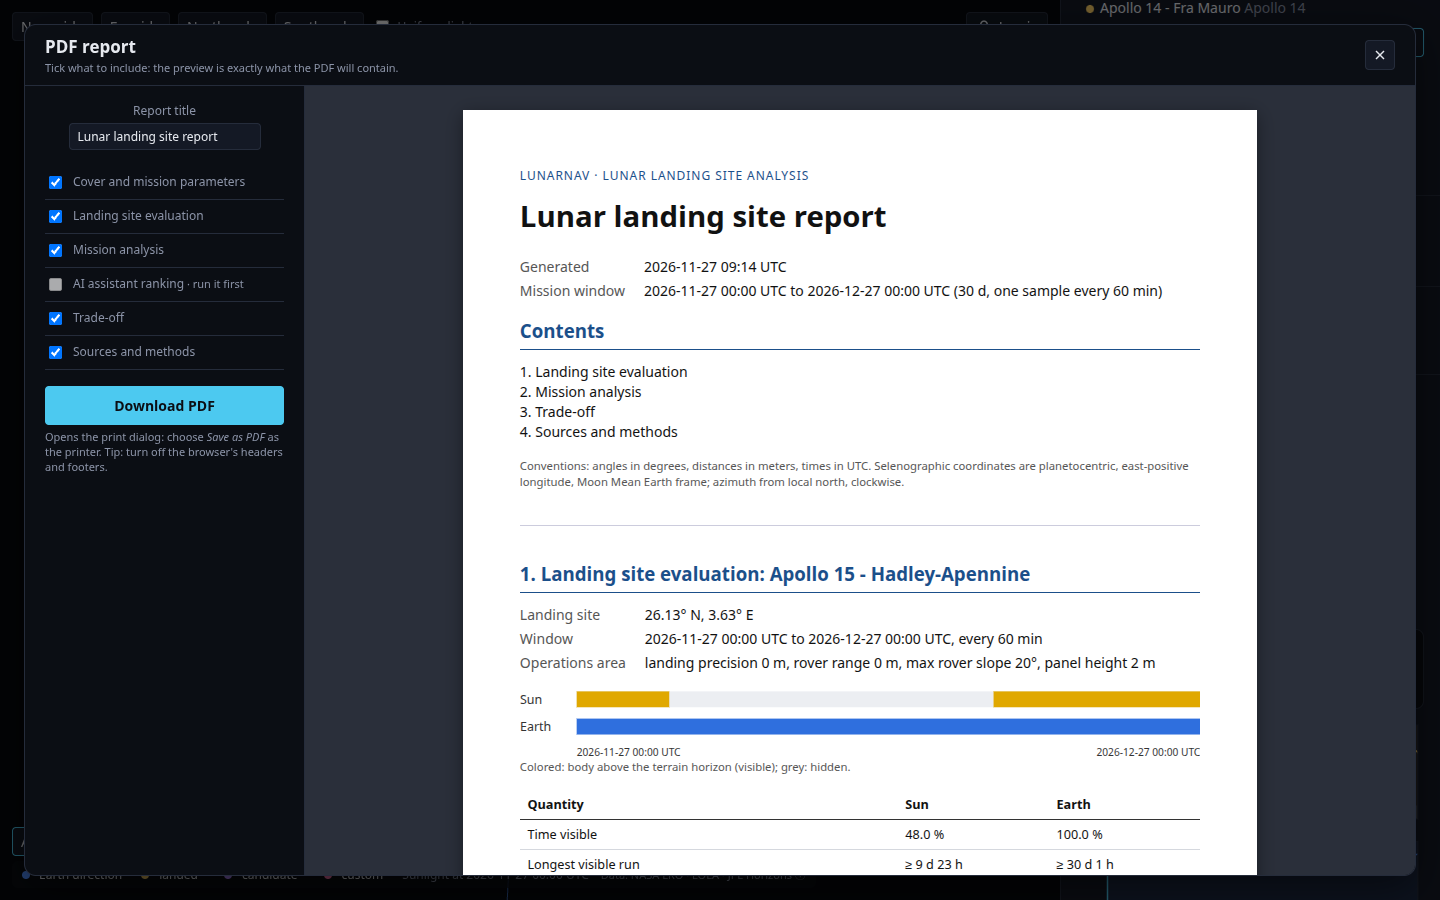 Apollo 14 - Fra Mauro Apollo 14
PDF report
Tick what to include: the preview is exactly what the PDF will contain.
×
Report title
Lunar landing site report
Cover and mission parameters
Landing site evaluation
Mission analysis
AI assistant ranking · run it first
Trade-off
Sources and methods
Download PDF
Opens the print dialog: choose Save as PDF as
the printer. Tip: turn off the browser's headers
and footers.
LUNARNAV · LUNAR LANDING SITE ANALYSIS
Lunar landing site report
Generated 2026-11-27 09:14 UTC
Mission window 2026-11-27 00:00 UTC to 2026-12-27 00:00 UTC (30 d, one sample every 60 min)
Contents
1. Landing site evaluation
2. Mission analysis
3. Trade-off
4. Sources and methods
Conventions: angles in degrees, distances in meters, times in UTC. Selenographic coordinates are planetocentric, east-positive
longitude, Moon Mean Earth frame; azimuth from local north, clockwise.
1. Landing site evaluation: Apollo 15 - Hadley-Apennine
Landing site 26.13° N, 3.63° E
Window 2026-11-27 00:00 UTC to 2026-12-27 00:00 UTC, every 60 min
Operations area landing precision 0 m, rover range 0 m, max rover slope 20°, panel height 2 m
Sun
Earth
2026-11-27 00:00 UTC 2026-12-27 00:00 UTC
Colored: body above the terrain horizon (visible); grey: hidden.
Quantity Sun Earth
Time visible 48.0 % 100.0 %
Longest visible run ≥ 9 d 23 h ≥ 30 d 1 h